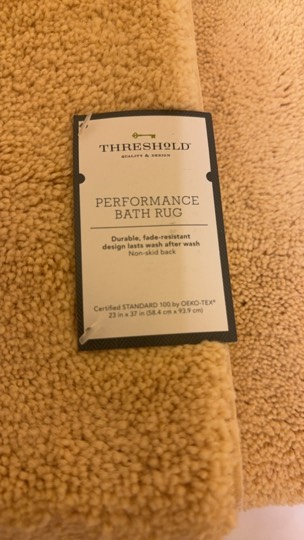 THRESHOLD
QUALITY & DESIGN
PERFORMANCE
BATH RUG
Durable, fade-resistant
design lasts wash after wash
Non-skid back
Certified STANDARD 100 by OEKO-TEX®
23 in x 37 in (58.4 cm x 93.9 cm)